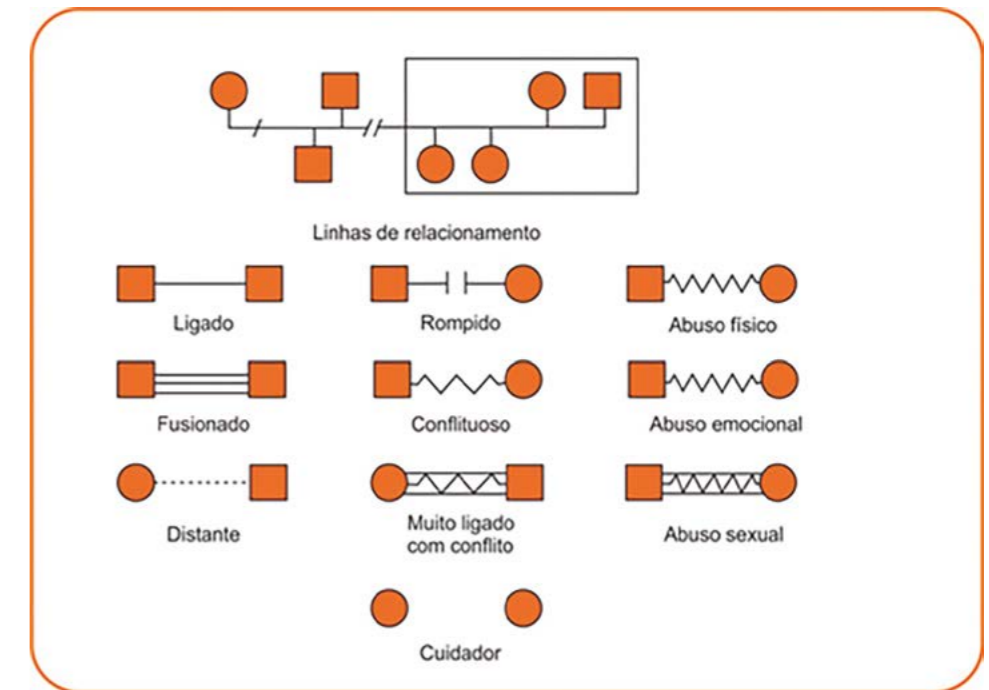 Linhas de relacionamento
Ligado
Rompido
Abuso físico
Fusionado
Conflituoso
Abuso emocional
Distante
Muito ligado
com conflito
Abuso sexual
Cuidador